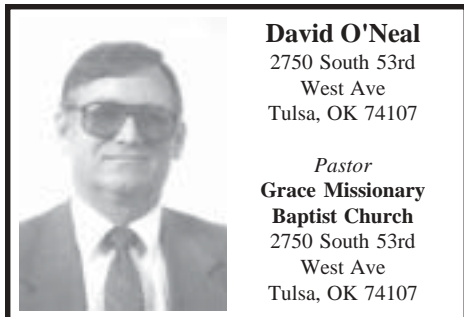 David O'Neal
2750 South 53rd
West Ave
Tulsa, OK 74107
Pastor
Grace Missionary
Baptist Church
2750 South 53rd
West Ave
Tulsa, OK 74107